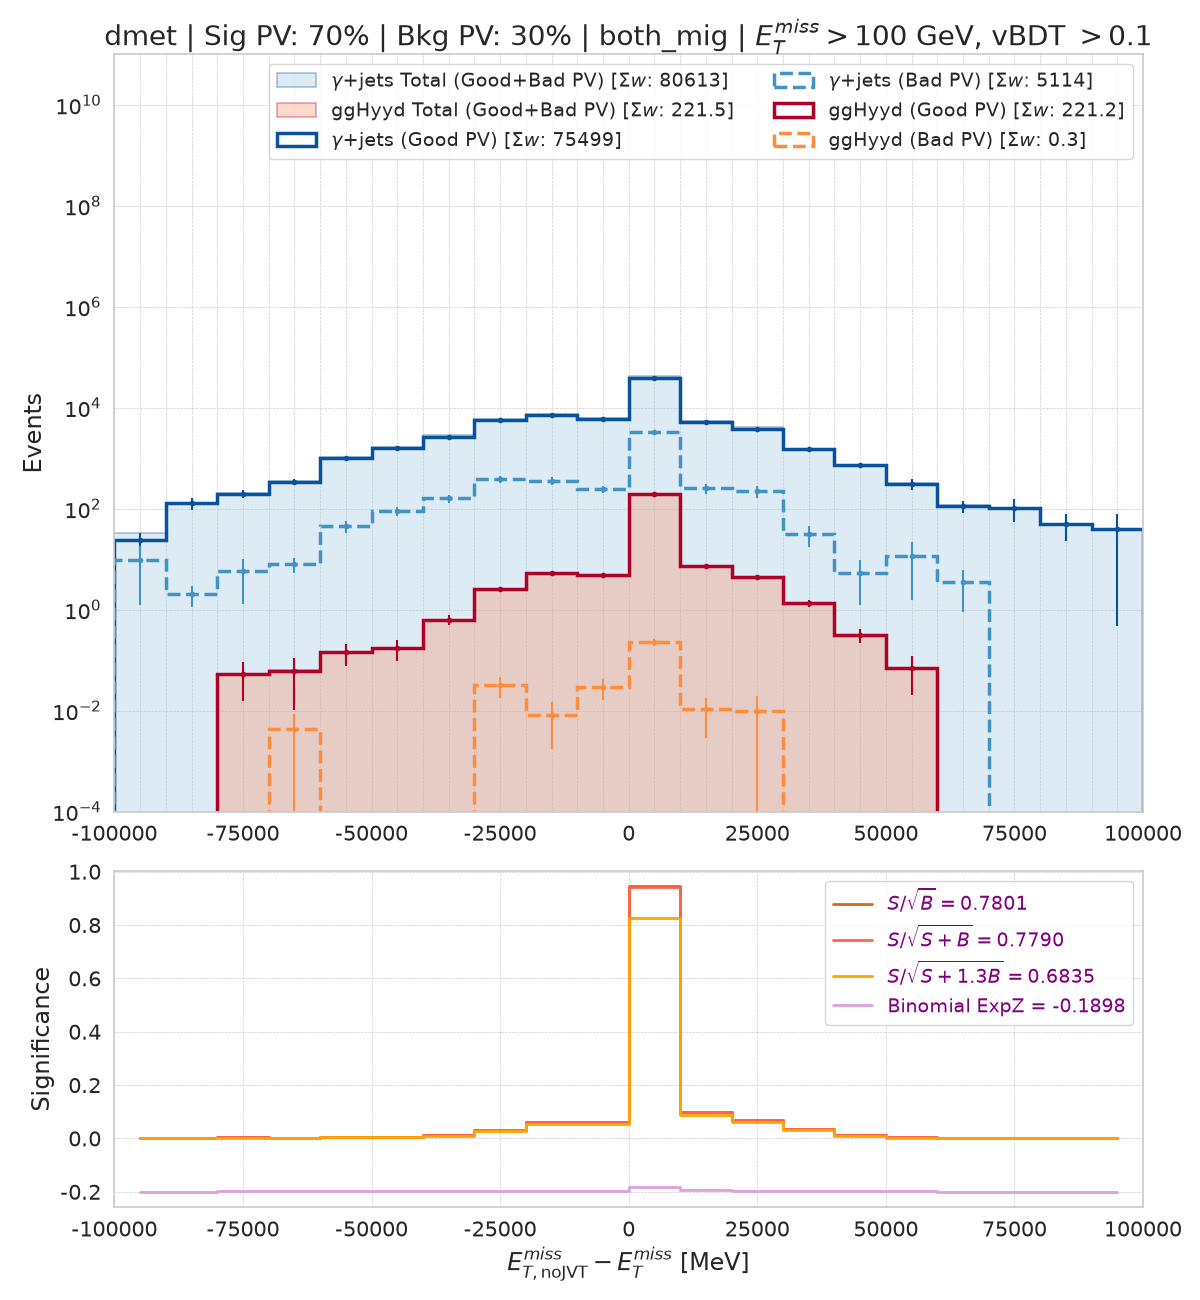 dmet | Sig PV: 70% | Bkg PV: 30% | both_mig | $E_T^{miss} > 100$ GeV, vBDT $> 0.1$
γ+jets Total (Good+Bad PV) [Σw: 80613]
ggHyyd Total (Good+Bad PV) [Σw: 221.5]
γ+jets (Good PV) [Σw: 75499]
γ+jets (Bad PV) [Σw: 5114]
ggHyyd (Good PV) [Σw: 221.2]
ggHyyd (Bad PV) [Σw: 0.3]
Events
$10^{10}$
$10^{8}$
$10^{6}$
$10^{4}$
$10^{2}$
$10^{0}$
$10^{-2}$
$10^{-4}$
-100000 -75000 -50000 -25000 0 25000 50000 75000 100000
Significance
1.0
0.8
0.6
0.4
0.2
0.0
-0.2
$S/\sqrt{B} = 0.7801$
$S/\sqrt{S+B} = 0.7790$
$S/\sqrt{S+1.3B} = 0.6835$
Binomial ExpZ = -0.1898
-100000 -75000 -50000 -25000 0 25000 50000 75000 100000
$E_{T,noJVT}^{miss} - E_T^{miss}$ [MeV]